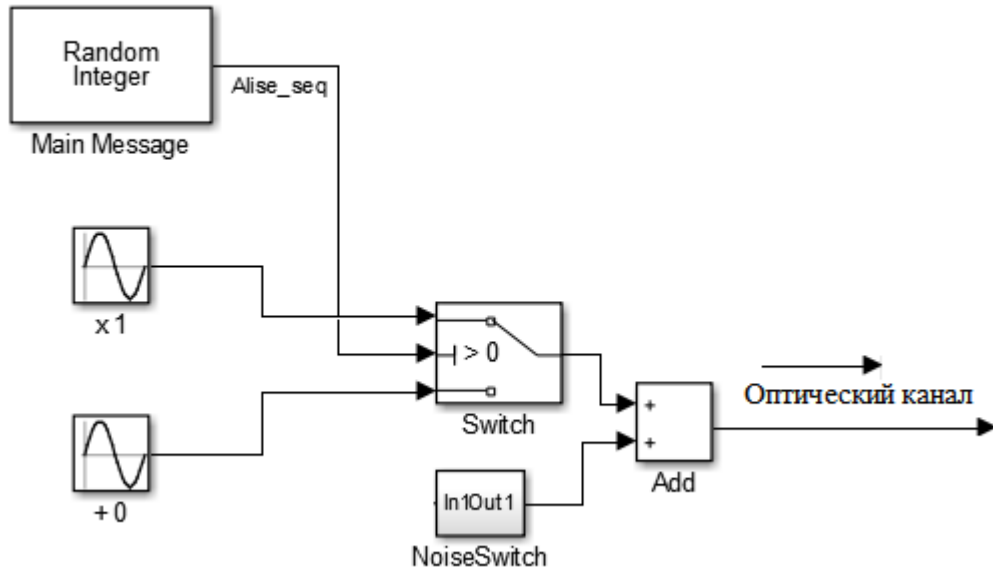 Random
Integer
Alise_seq
Main Message
x 1
> 0
Switch
+ 0
+
+
Add
In1Out1
NoiseSwitch
Оптический канал